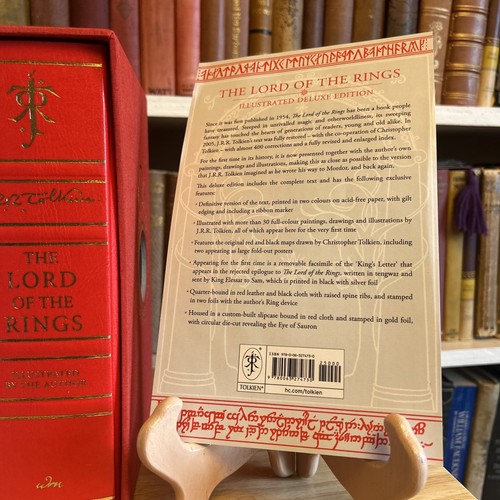 THE LORD OF THE RINGS
ILLUSTRATED DELUXE EDITION
Since it was first published in 1954, The Lord of the Rings has been a book people
have treasured. Steeped in unrivalled magic and otherworldliness, its sweeping
fantasy has touched the hearts of generations of readers, young and old alike. In
2005, J.R.R. Tolkien's text was fully restored – with the co-operation of Christopher
Tolkien – with almost 400 corrections and a fully revised and enlarged index.
For the first time in its history, it is now presented together with the author's own
paintings, drawings and illustrations, making this as close as possible to the version
that J.R.R. Tolkien imagined as he wrote his way to Mordor, and back again.
This deluxe edition includes the complete text and has the following exclusive
features:
• Definitive version of the text, printed in two colours on acid-free paper, with gilt
edging and including a ribbon marker
• Illustrated with more than 30 full-colour paintings, drawings and illustrations by
J.R.R. Tolkien, all of which appear here for the very first time
• Features the original red and black maps drawn by Christopher Tolkien, including
two appearing as large fold-out posters
• Appearing for the first time is a removable facsimile of the 'King's Letter' that
appears in the rejected epilogue to The Lord of the Rings, written in tengwar and
sent by King Elessar to Sam, which is printed in black with silver foil
• Quarter-bound in red leather and black cloth with raised spine tibs, and stamped
in two foils with the author's Ring device
• Housed in a custom-built slipcase bound in red cloth and stamped in gold foil,
with circular die-cut revealing the Eye of Sauron
TOLKIEN®
hc.com/tolkien
THE
LORD
OF THE
RINGS
ILLUSTRATED
BY THE AUTHOR